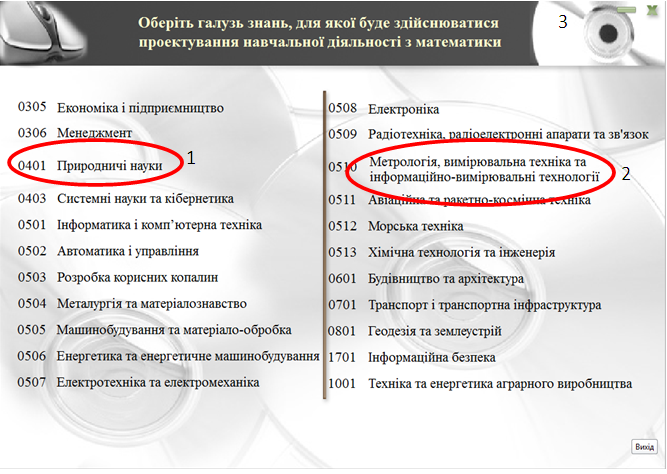 Оберіть галузь знань, для якої буде здійснюватися
проектування навчальної діяльності з математики
3
0305 Економіка і підприємництво
0306 Менеджмент
0401 Природничі науки
1
0403 Системні науки та кібернетика
0501 Інформатика і комп’ютерна техніка
0502 Автоматика і управління
0503 Розробка корисних копалин
0504 Металургія та матеріалознавство
0505 Машинобудування та матеріало-обробка
0506 Енергетика та енергетичне машинобудування
0507 Електротехніка та електромеханіка
0508 Електроніка
0509 Радіотехніка, радіоелектронні апарати та зв'язок
0510 Метрологія, вимірювальна техніка та
інформаційно-вимірювальні технології
2
0511 Авіаційна та ракетно-космічна техніка
0512 Морська техніка
0513 Хімічна технологія та інженерія
0601 Будівництво та архітектура
0701 Транспорт і транспортна інфраструктура
0801 Геодезія та землеустрій
1701 Інформаційна безпека
1001 Техніка та енергетика аграрного виробництва
Вихід